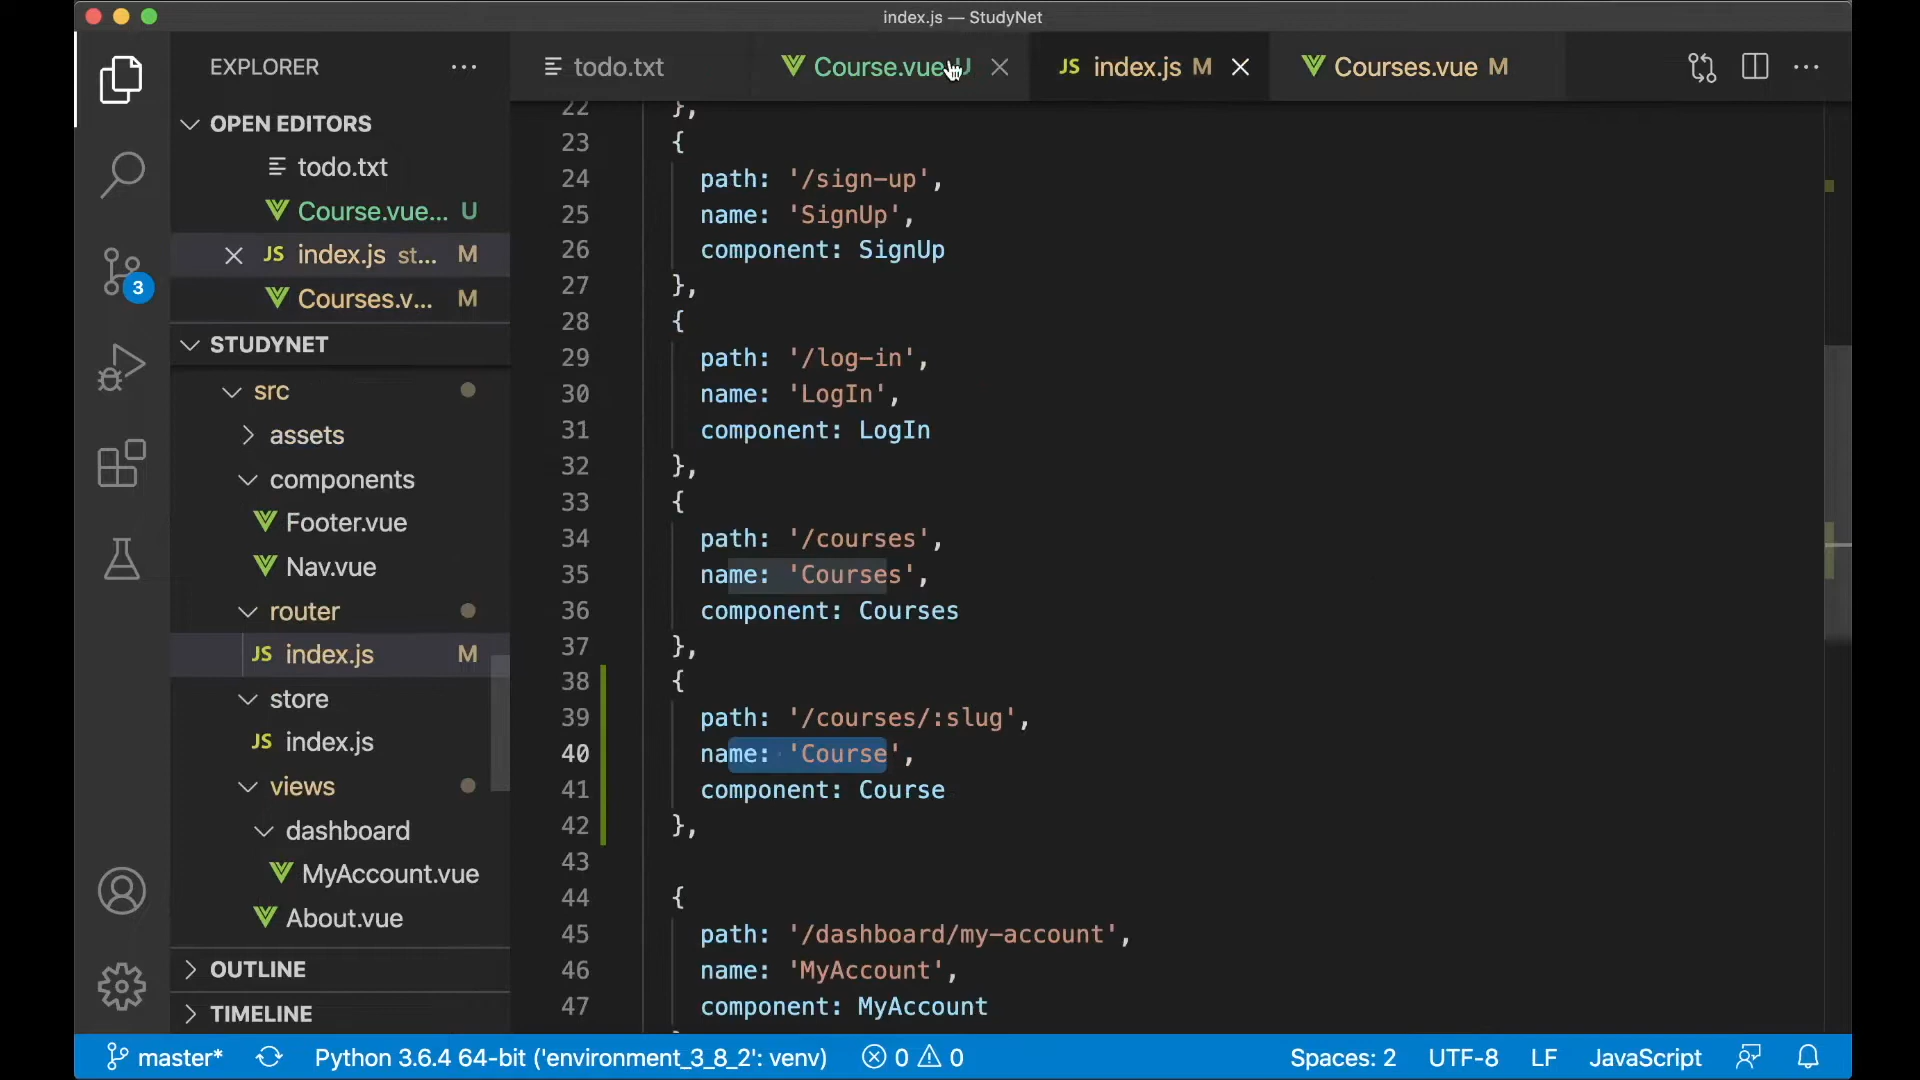 index.js — StudyNet
EXPLORER
todo.txt
Course.vue U
JS index.js M
Courses.vue M
OPEN EDITORS
todo.txt
Course.vue... U
JS index.js st... M
Courses.v... M
3
STUDYNET
src
assets
components
Footer.vue
Nav.vue
router
JS index.js M
store
JS index.js
views
dashboard
MyAccount.vue
About.vue
OUTLINE
TIMELINE
22 },
23 {
24 path: '/sign-up',
25 name: 'SignUp',
26 component: SignUp
27 },
28 {
29 path: '/log-in',
30 name: 'LogIn',
31 component: LogIn
32 },
33 {
34 path: '/courses',
35 name: 'Courses',
36 component: Courses
37 },
38 {
39 path: '/courses/:slug',
40 name: 'Course',
41 component: Course
42 },
43
44 {
45 path: '/dashboard/my-account',
46 name: 'MyAccount',
47 component: MyAccount
master* Python 3.6.4 64-bit ('environment_3_8_2': venv) 0 0 Spaces: 2 UTF-8 LF JavaScript